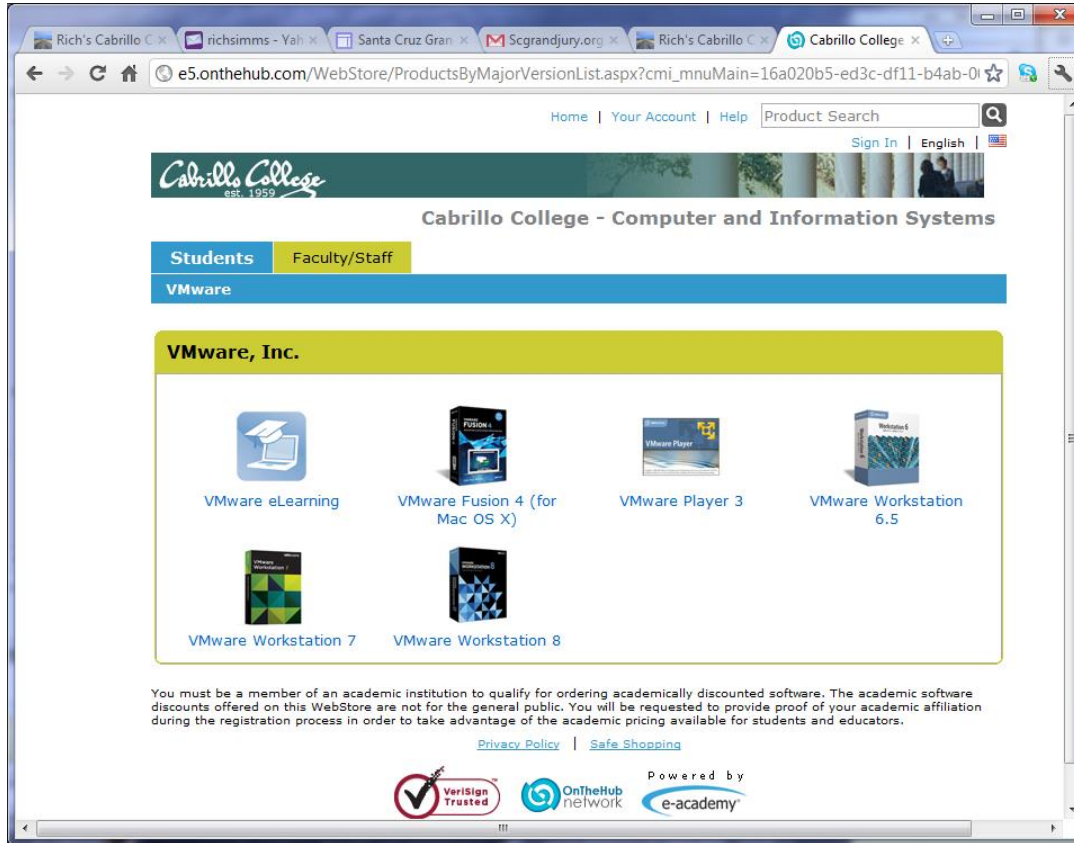 Rich's Cabrillo C
richsimms - Yah
Santa Cruz Gran
Scgrandjury.org
Rich's Cabrillo C
Cabrillo College
e5.onthehub.com/WebStore/ProductsByMajorVersionList.aspx?cmi_mnuMain=16a020b5-ed3c-df11-b4ab-0
Home | Your Account | Help Product Search
Sign In | English |
Cabrillo College
est. 1959
Cabrillo College - Computer and Information Systems
Students Faculty/Staff
VMware
VMware, Inc.
FUSION 4
VMware Player
Workstation 6
VMware eLearning
VMware Fusion 4 (for
Mac OS X)
VMware Player 3
VMware Workstation
6.5
VMware Workstation 7
VMware Workstation 8
You must be a member of an academic institution to qualify for ordering academically discounted software. The academic software
discounts offered on this WebStore are not for the general public. You will be requested to provide proof of your academic affiliation
during the registration process in order to take advantage of the academic pricing available for students and educators.
Privacy Policy | Safe Shopping
VeriSign
Trusted
OnTheHub
network
Powered by
e-academy